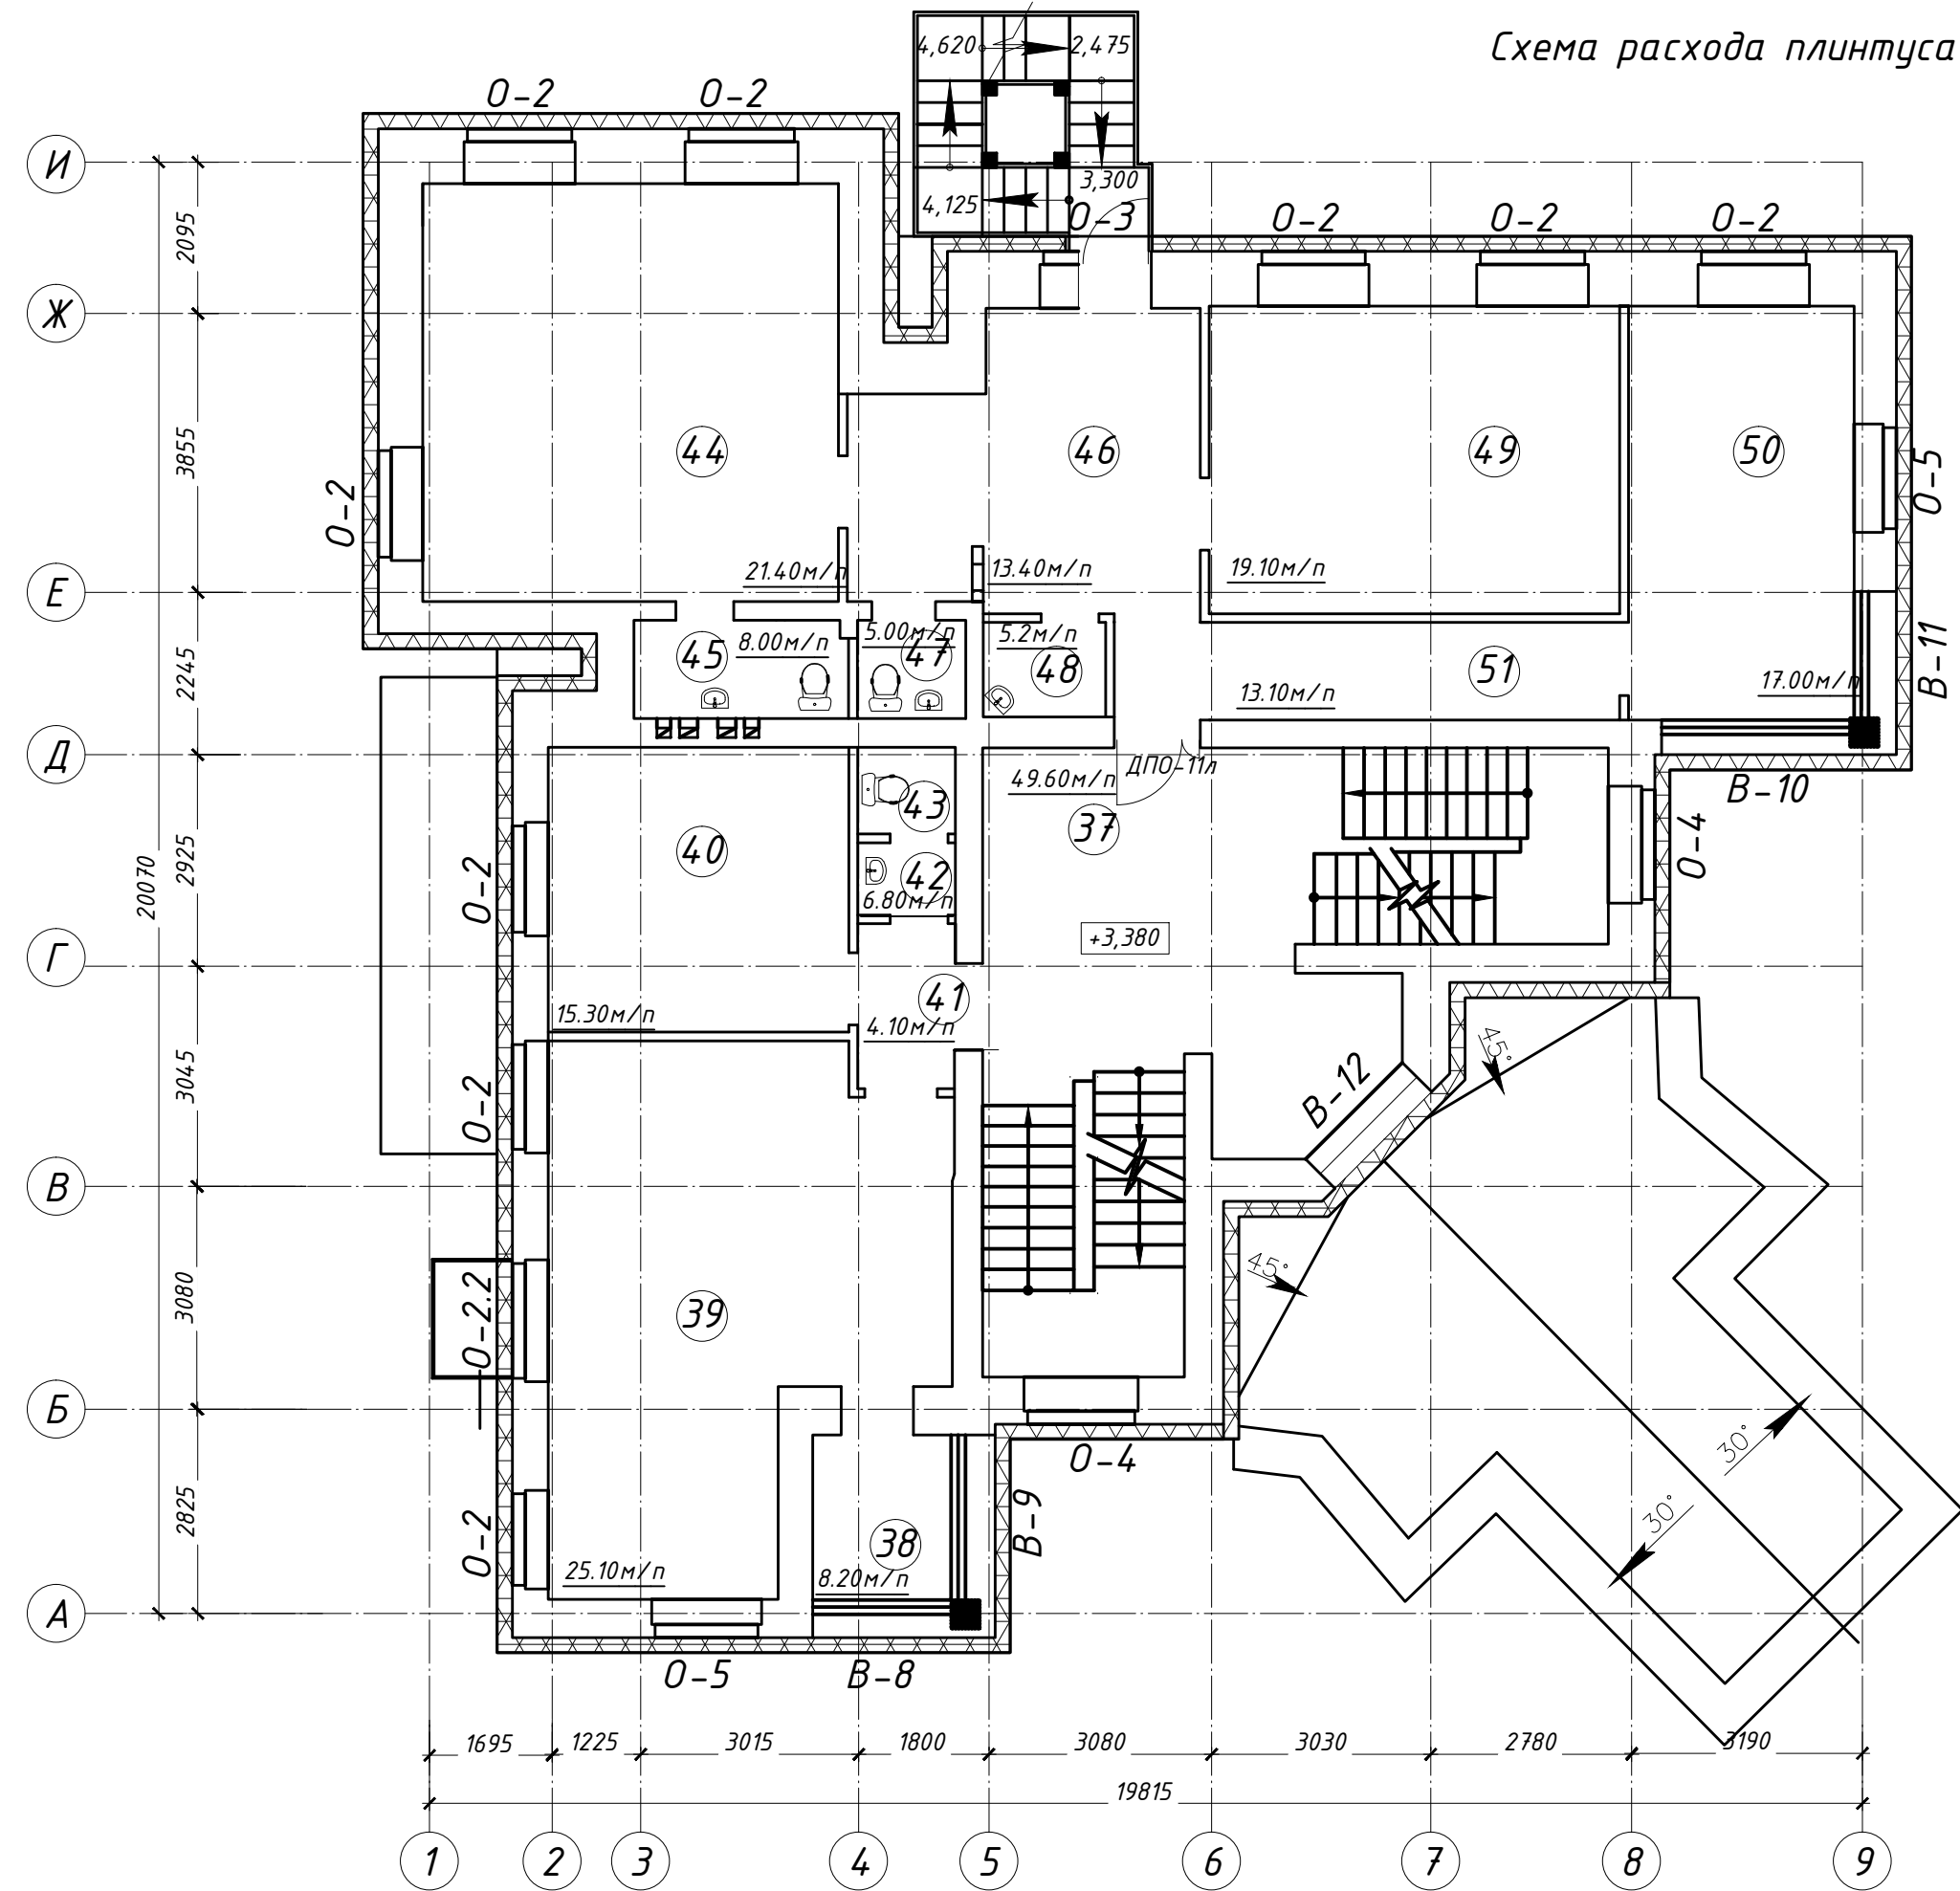 Схема расхода плинтуса
4,620
2,475
О-2
О-2
И
3,300
4,125
О-3
О-2
О-2
О-2
2095
Ж
3855
44
46
49
50
О-5
О-2
21.40м/п
13.40м/п
19.10м/п
Е
2245
45
8.00м/п
5.00м/п
47
5.2м/п
48
51
13.10м/п
17.00м/п
В-11
Д
49.60м/п
ДПО-11л
В-10
43
37
40
О-4
20070
2925
О-2
42
6.80м/п
+3,380
Г
41
15.30м/п
4.10м/п
45°
3045
О-2
В-12
В
45°
3080
О-2.2
39
Б
О-4
30°
30°
2825
О-2
38
В-9
25.10м/п
8.20м/п
А
О-5
В-8
1695
1225
3015
1800
3080
3030
2780
3190
19815
1
2
3
4
5
6
7
8
9